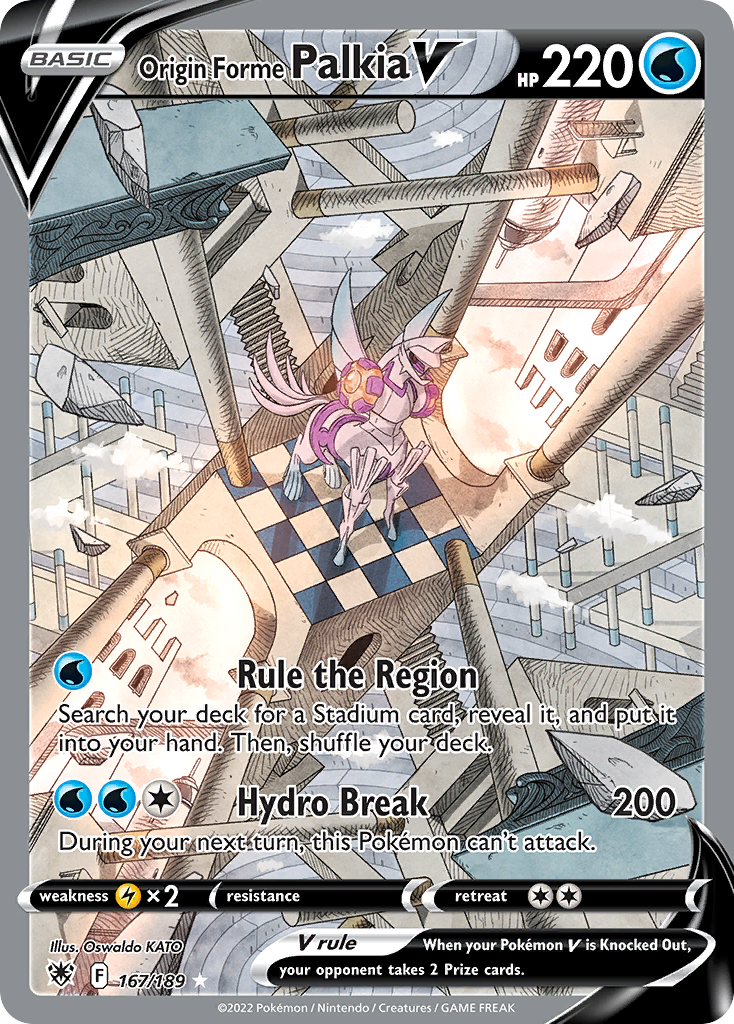 BASIC
Origin Forme Palkia V HP 220
Rule the Region
Search your deck for a Stadium card, reveal it, and put it
into your hand. Then, shuffle your deck.
Hydro Break 200
During your next turn, this Pokémon can't attack.
weakness ×2 resistance retreat
Illus. Oswaldo KATO
V rule When your Pokémon V is Knocked Out,
your opponent takes 2 Prize cards.
F 167/189
©2022 Pokémon / Nintendo / Creatures / GAME FREAK